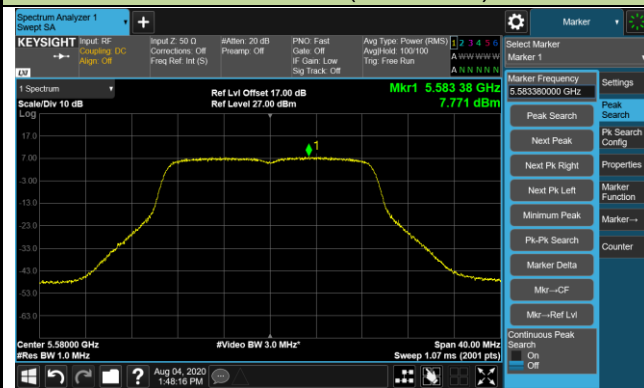 Spectrum Analyzer 1
Swept SA
+
Marker
KEYSIGHT
Input: RF
Coupling: DC
Align: Off
Input Z: 50 Ω
Corrections: Off
Freq Ref: Int (S)
#Atten: 20 dB
Preamp: Off
PNO: Fast
Gate: Off
IF Gain: Low
Sig Track: Off
Avg Type: Power (RMS)
Avg|Hold: 100/100
Trig: Free Run
1 2 3 4 5 6
A W W W W W
A N N N N N
LXI
Select Marker
Marker 1
1 Spectrum
Scale/Div 10 dB
Log
Ref Lvl Offset 17.00 dB
Ref Level 27.00 dBm
Mkr1 5.583 38 GHz
7.771 dBm
17.0
7.00
-3.00
-13.0
-23.0
-33.0
-43.0
-53.0
-63.0
1
Center 5.58000 GHz
#Res BW 1.0 MHz
#Video BW 3.0 MHz*
Span 40.00 MHz
Sweep 1.07 ms (2001 pts)
Marker Frequency
5.583380000 GHz
Peak Search
Next Peak
Next Pk Right
Next Pk Left
Minimum Peak
Pk-Pk Search
Marker Delta
Mkr→CF
Mkr→Ref Lvl
Continuous Peak
Search
On
Off
Settings
Peak
Search
Pk Search
Config
Properties
Marker
Function
Marker→
Counter
?
Aug 04, 2020
1:48:16 PM